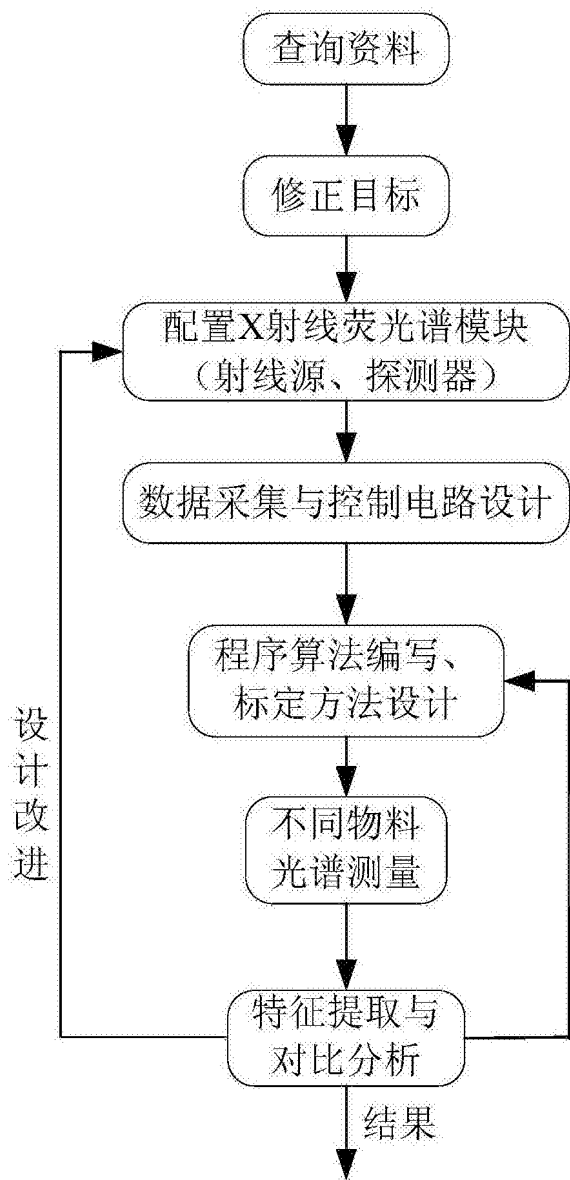 查询资料
修正目标
配置X射线荧光谱模块
（射线源、探测器）
数据采集与控制电路设计
程序算法编写、
标定方法设计
设计改进
不同物料
光谱测量
特征提取与
对比分析
结果